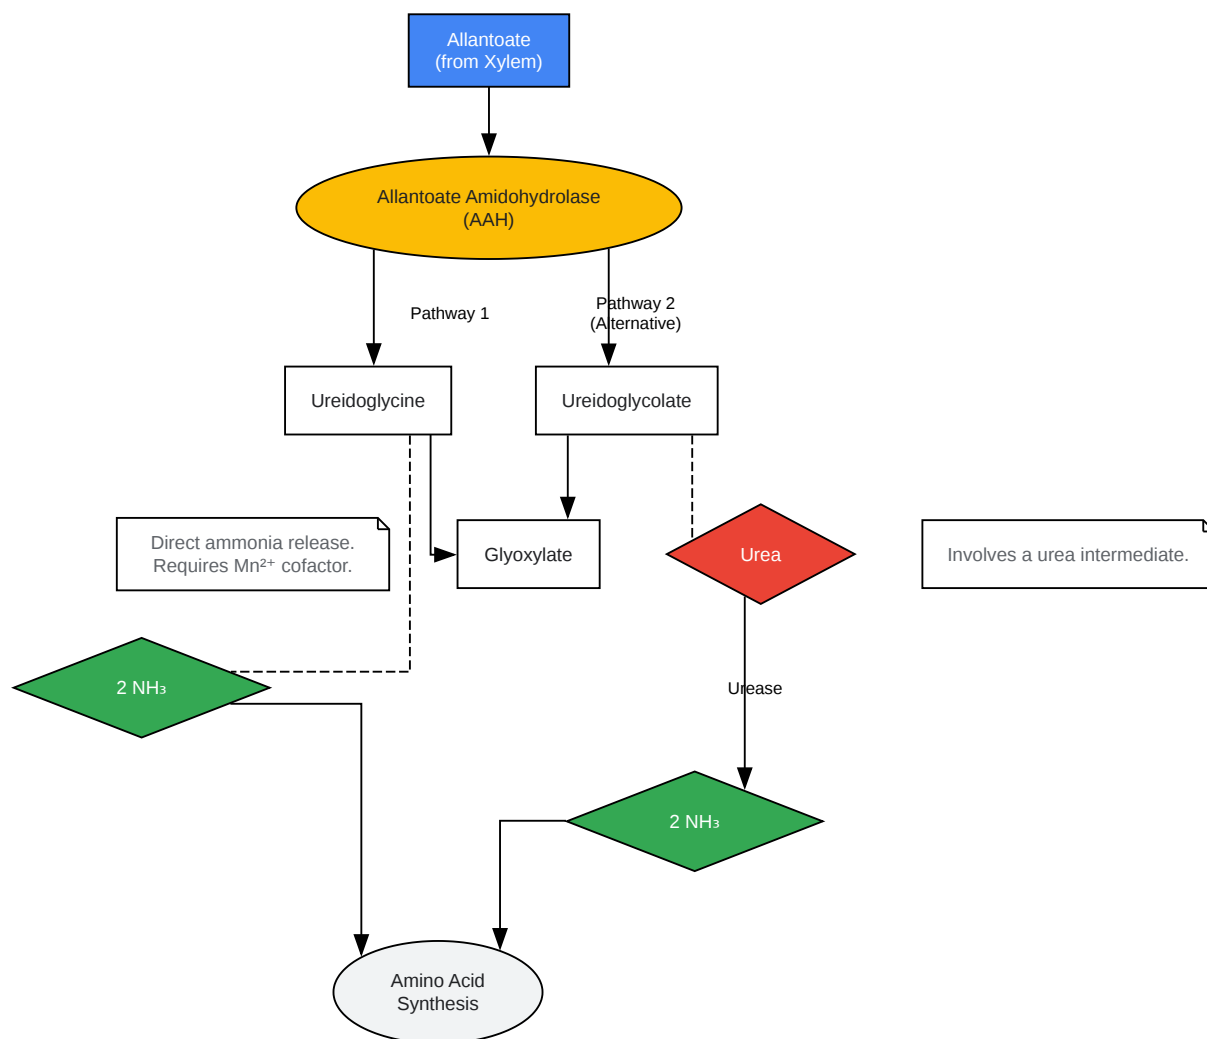 Allantoate
(from Xylem)
Allantoate Amidohydrolase
(AAH)
Pathway 1
Pathway 2
(Alternative)
Ureidoglycine
Ureidoglycolate
Direct ammonia release.
Requires Mn²⁺ cofactor.
Glyoxylate
Urea
Involves a urea intermediate.
2 NH₃
Urease
2 NH₃
Amino Acid
Synthesis